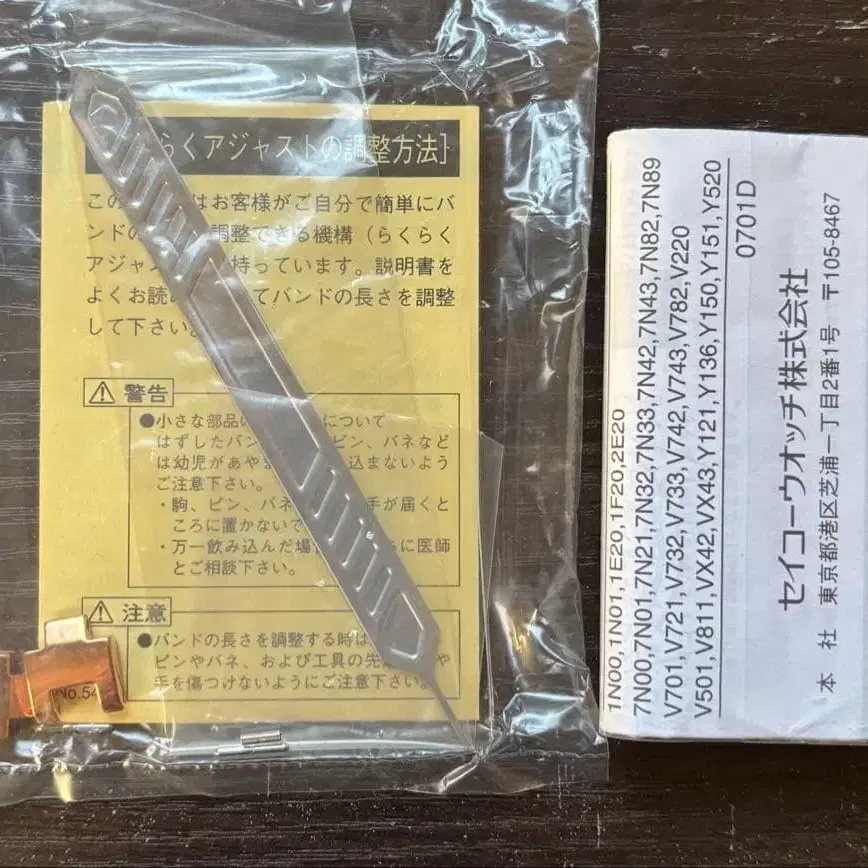 らくアジャストの調整方法]
この はお客様がご自分で簡単にバ
ンドの 調整できる機構（らくらく
アジャス 持っています。説明書を
よくお読 てバンドの長さを調整
して下さい。
警告
●小さな部品の について
はずしたバン ピン、バネなど
は幼児があや 込まないよう
ご注意下さい。
・駒、ピン、バネ 手が届くと
ころに置かないで
・万一飲み込んだ場 に医師
とご相談下さい。
注意
●バンドの長さを調整する時は
ピンやバネ、および工具の先 や
手を傷つけないようにご注意下さい。
No.54
1N00,1N01,1E20,1F20,2E20
7N00,7N01,7N21,7N32,7N33,7N42,7N43,7N82,7N89
V701,V721,V732,V733,V742,V743,V782,V220
V501,V811,VX42,VX43,Y121,Y136,Y150,Y151,Y520
0701D
セイコーウオッチ株式会社
本 社 東京都港区芝浦一丁目2番1号 〒105-8467